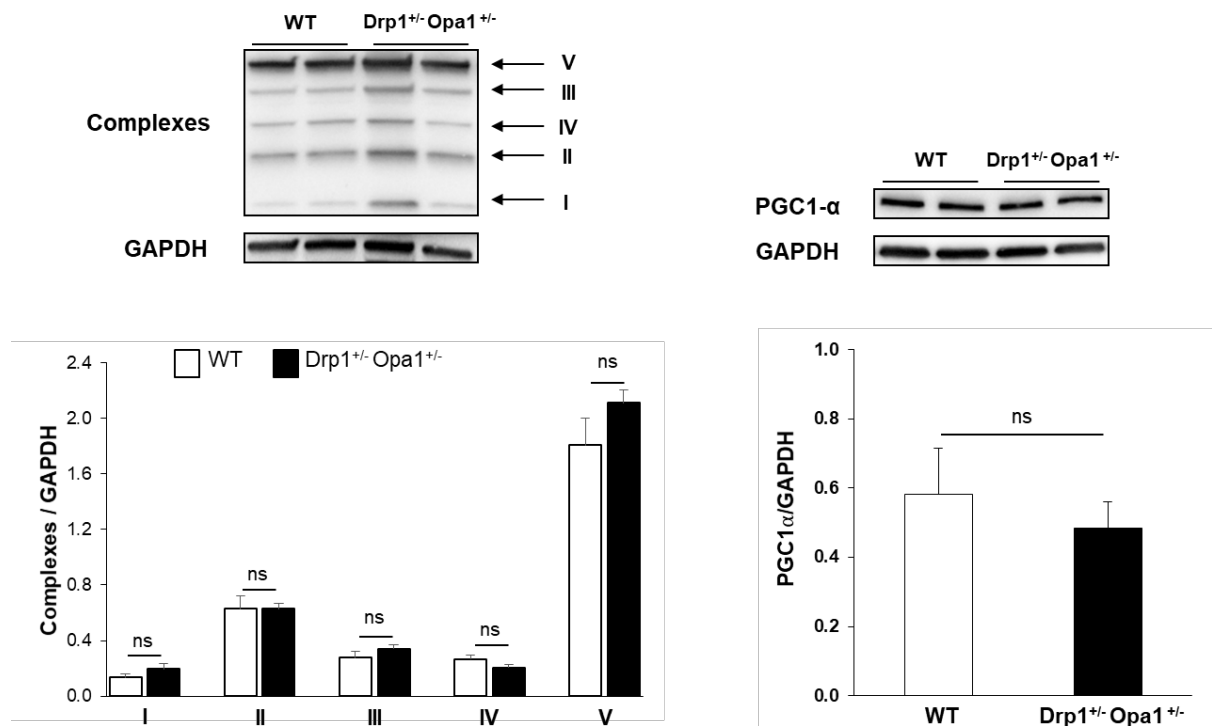 WT Drp1+/- Opa1+/-
Complexes
V
III
IV
II
I
GAPDH
WT Drp1+/- Opa1+/-
PGC1-α
GAPDH
WT Drp1+/- Opa1+/-
Complexes / GAPDH
2.4
2.0
1.6
1.2
0.8
0.4
0.0
ns
ns
ns
ns
ns
I II III IV V
PGC1α/GAPDH
1.0
0.8
0.6
0.4
0.2
0.0
ns
WT Drp1+/- Opa1+/-